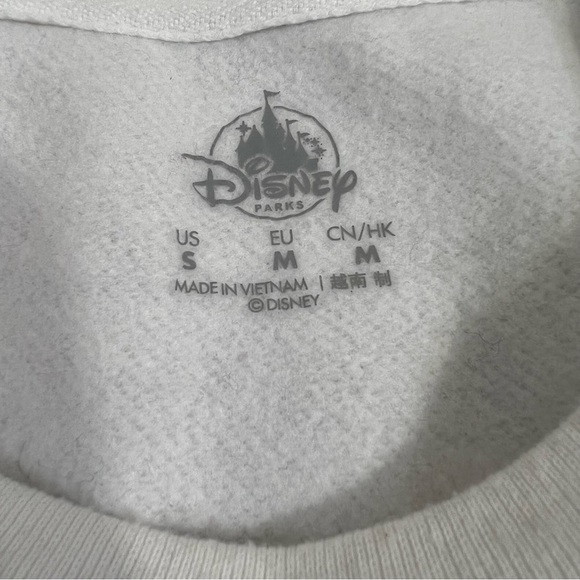 Disney
PARKS
US EU CN/HK
S M M
MADE IN VIETNAM | 越南 制
©DISNEY